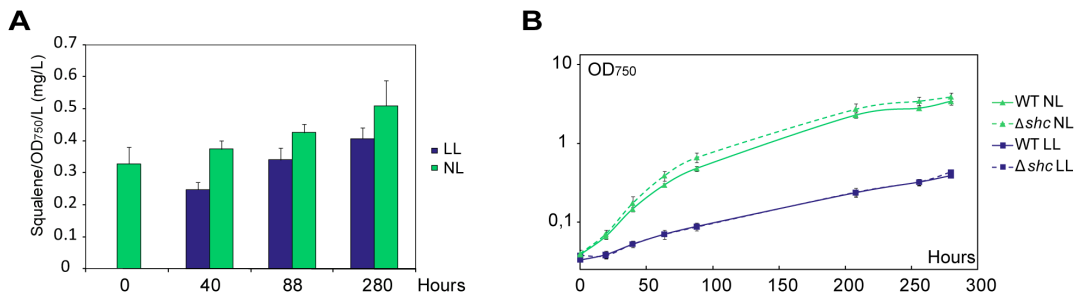 A
Squalene/OD750/L (mg/L)
0.7
0.6
0.5
0.4
0.3
0.2
0.1
0
0 40 88 280 Hours
LL
NL
B
OD750
10
1
0,1
0 50 100 150 200 250 300
Hours
WT NL
Δshc NL
WT LL
Δshc LL